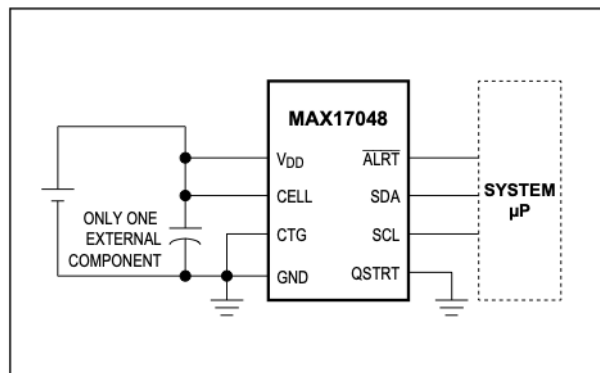 MAX17048
VDD
CELL
CTG
GND
ALRT
SDA
SCL
QSTRT
ONLY ONE
EXTERNAL
COMPONENT
SYSTEM
µP